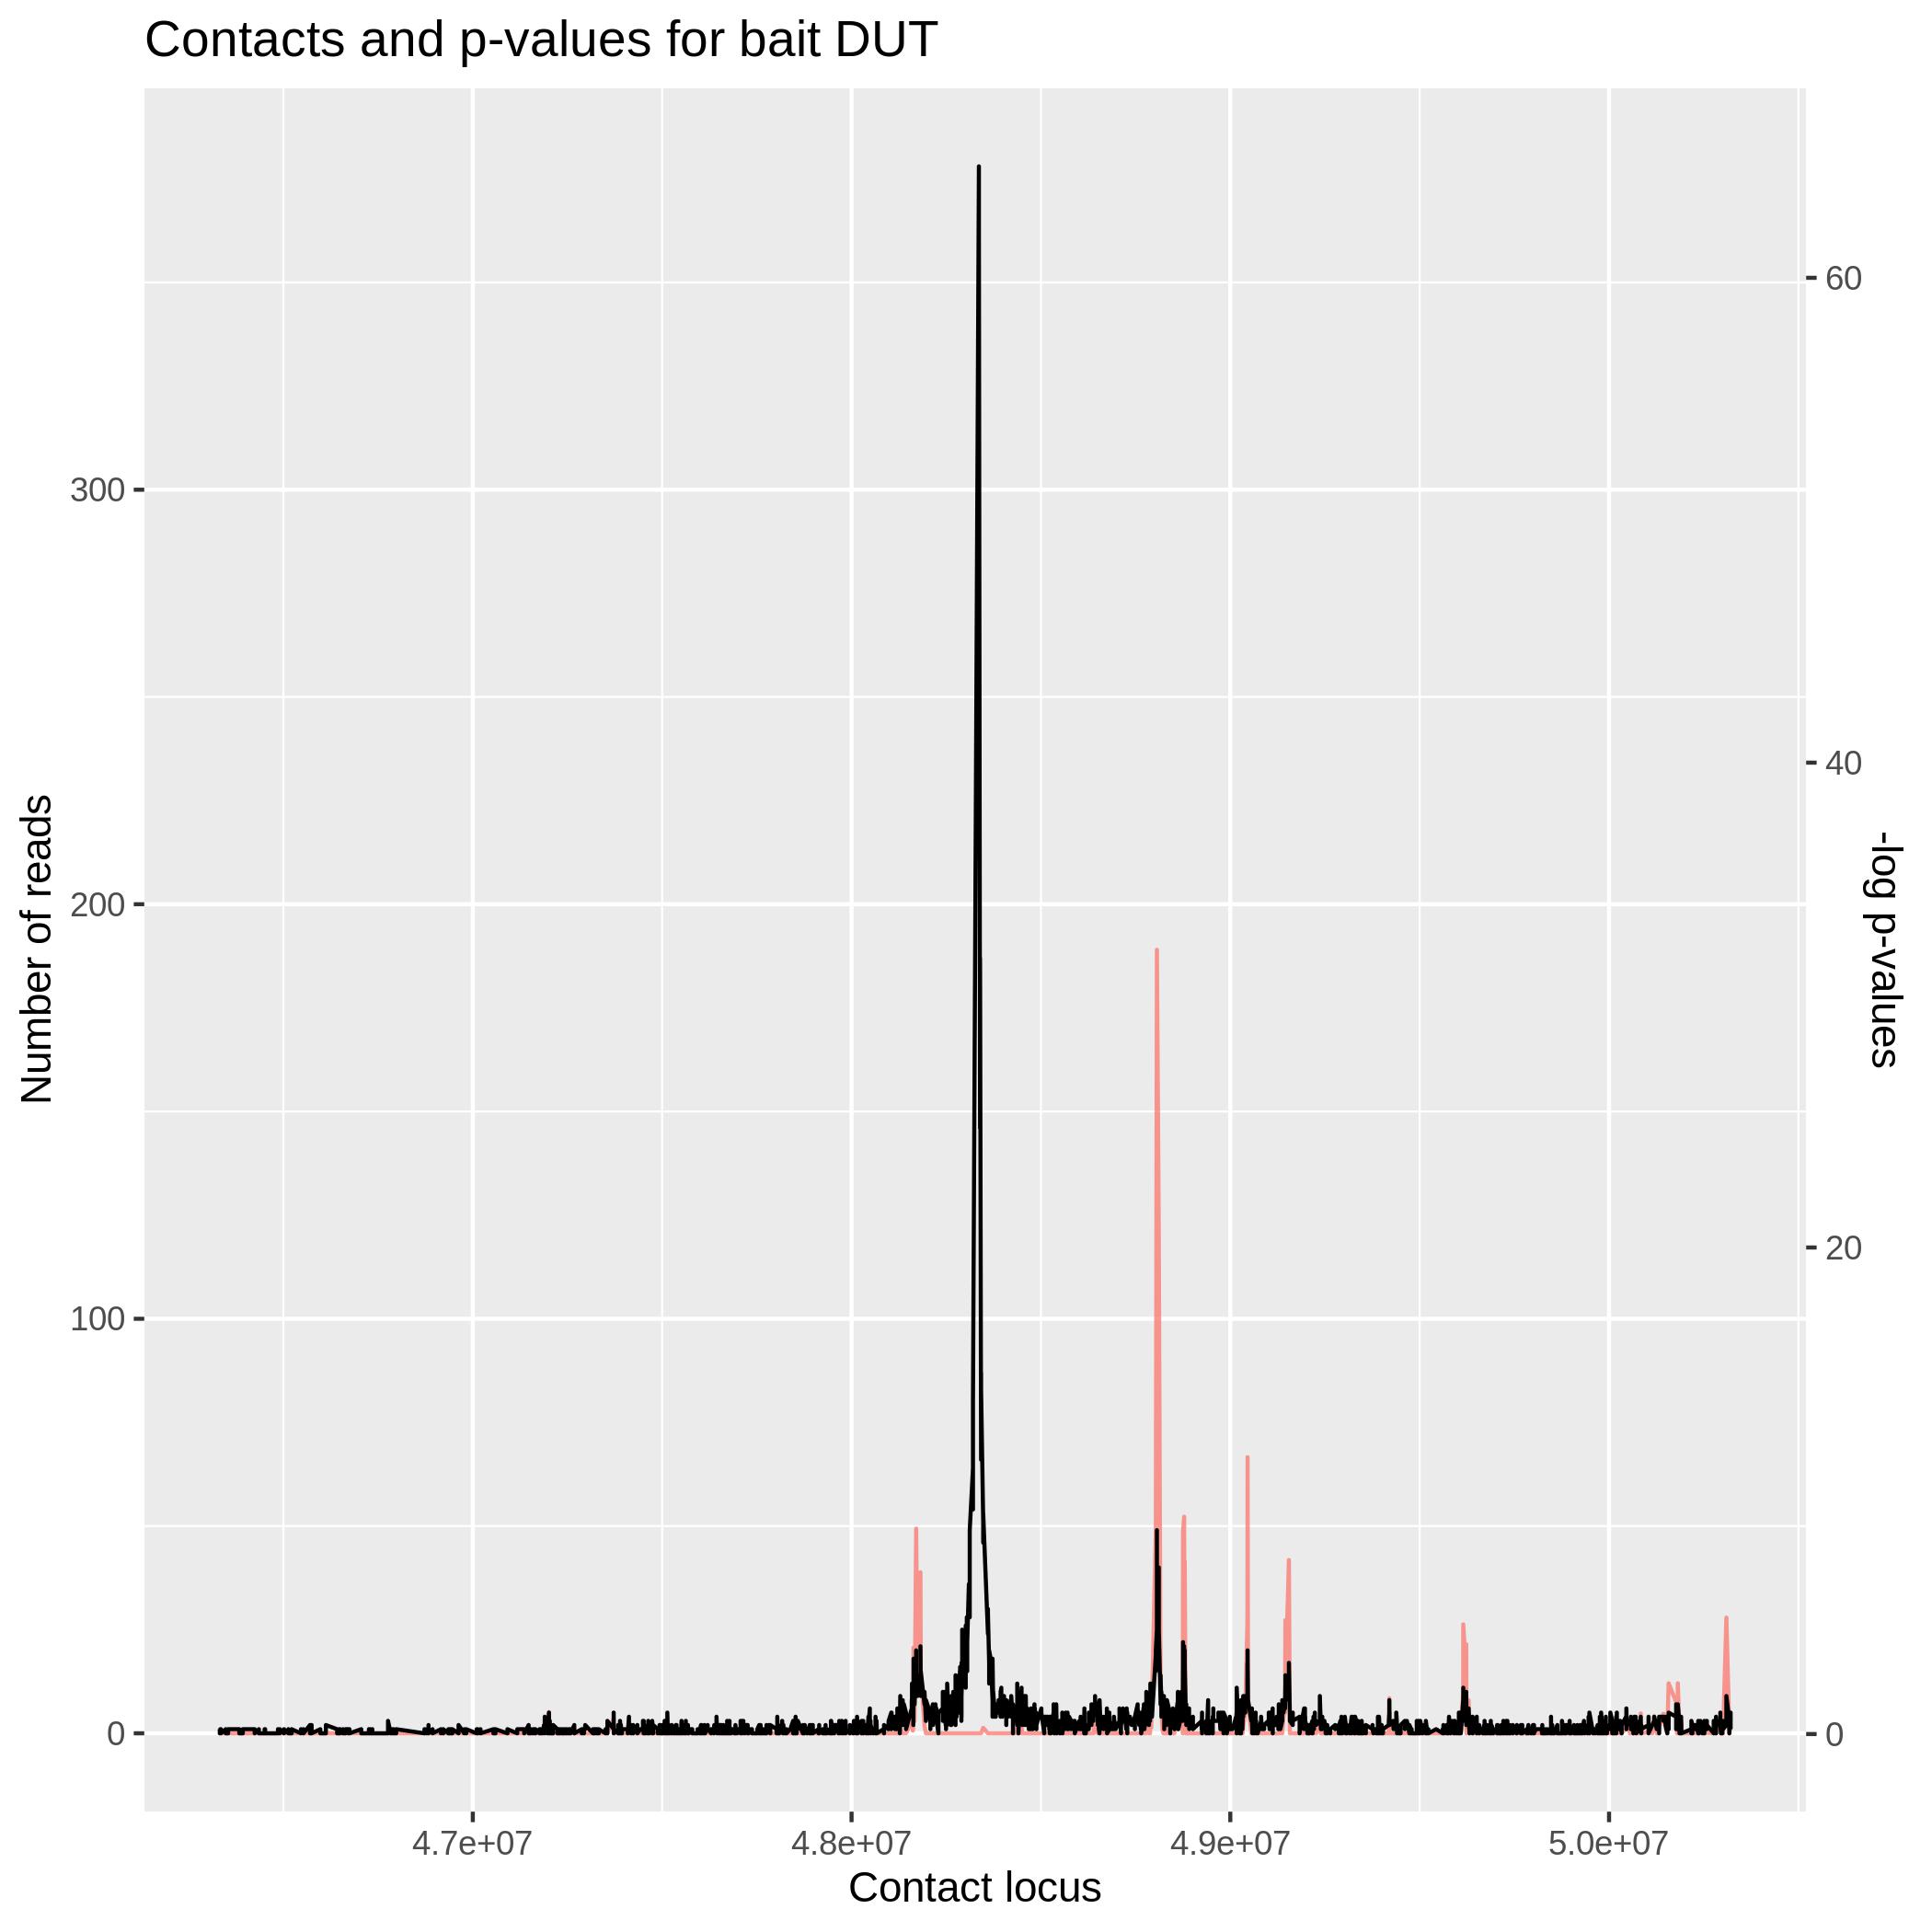 Contacts and p-values for bait DUT
Number of reads
300
200
100
0
60
40
20
0
-log p-values
4.7e+07
4.8e+07
4.9e+07
5.0e+07
Contact locus